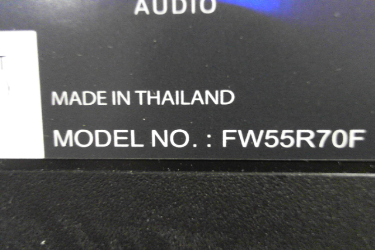 AUDIO
MADE IN THAILAND
MODEL NO. : FW55R70F